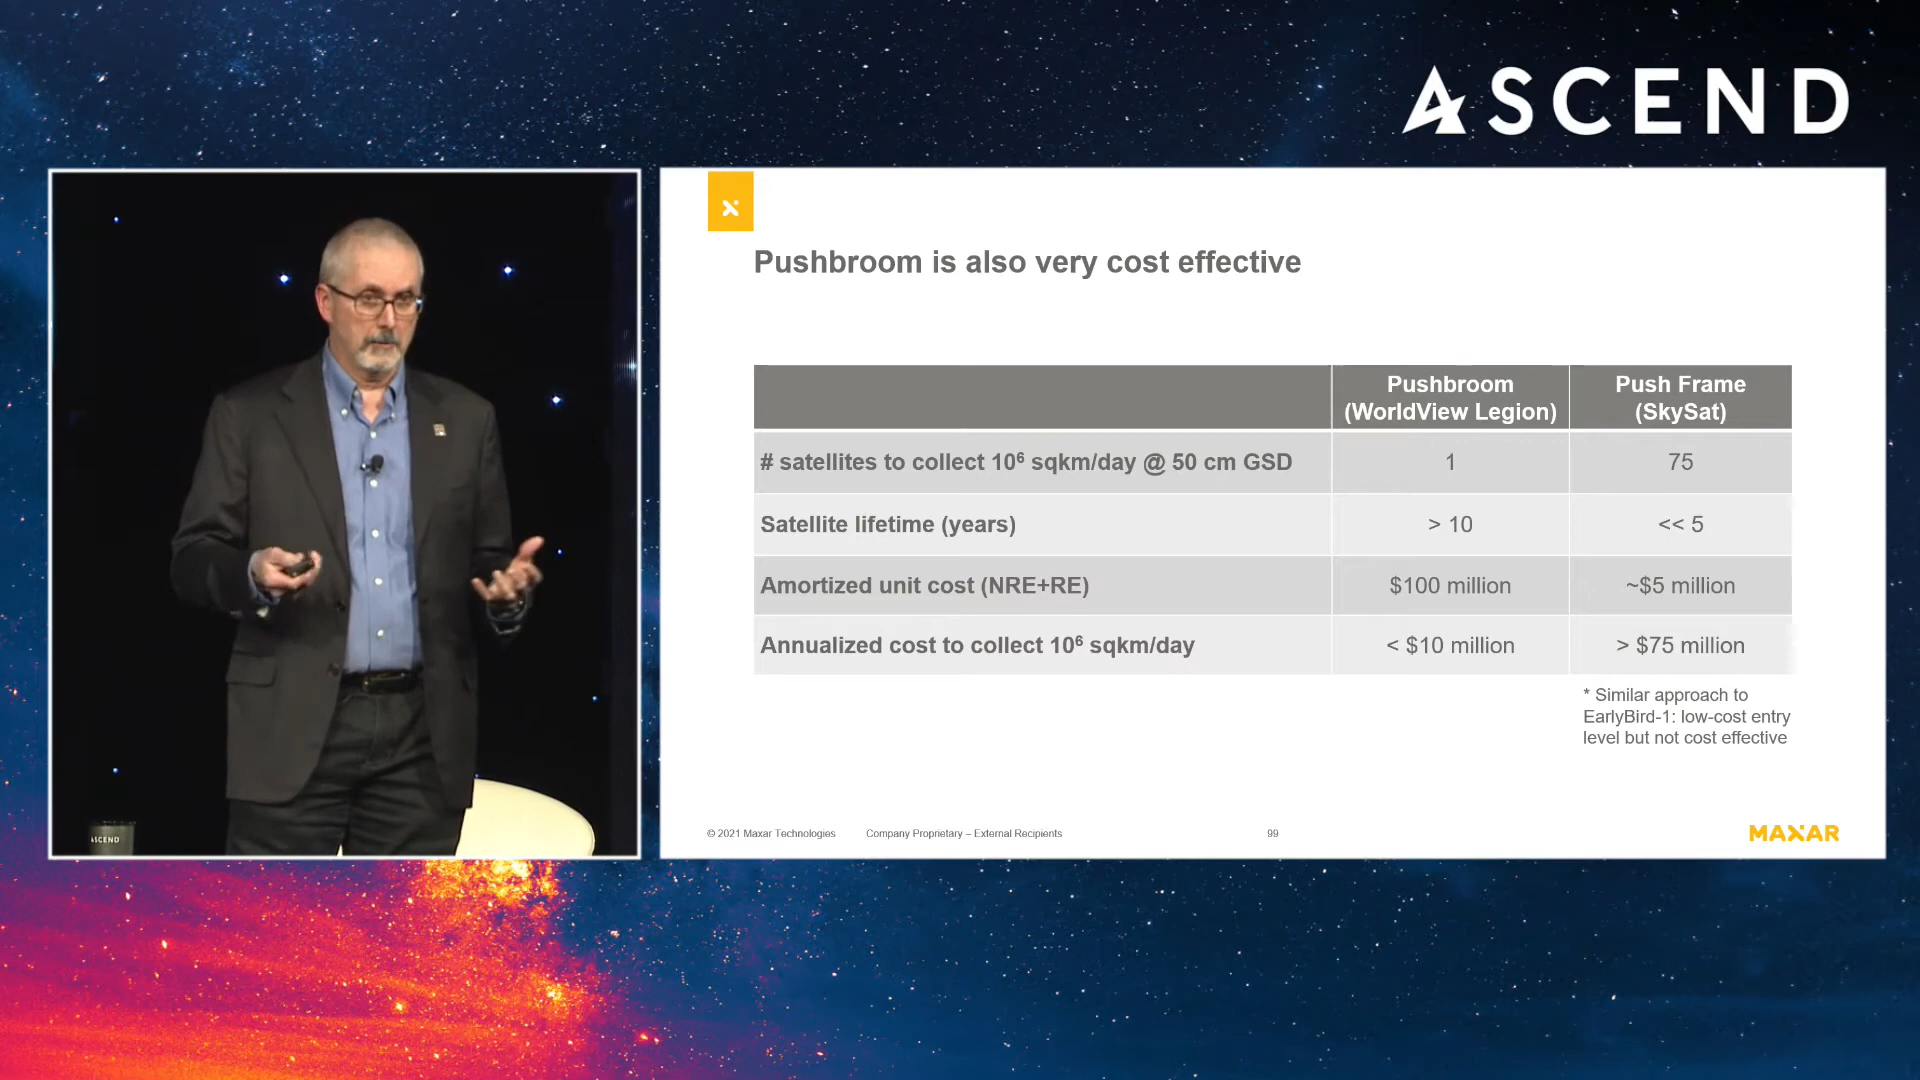 ASCEND
Pushbroom is also very cost effective
Pushbroom
(WorldView Legion)
Push Frame
(SkySat)
# satellites to collect 10⁶ sqkm/day @ 50 cm GSD
1
75
Satellite lifetime (years)
> 10
<< 5
Amortized unit cost (NRE+RE)
$100 million
~$5 million
Annualized cost to collect 10⁶ sqkm/day
< $10 million
> $75 million
* Similar approach to
EarlyBird-1: low-cost entry
level but not cost effective
ASCEND
© 2021 Maxar Technologies
Company Proprietary – External Recipients
99
MAXAR